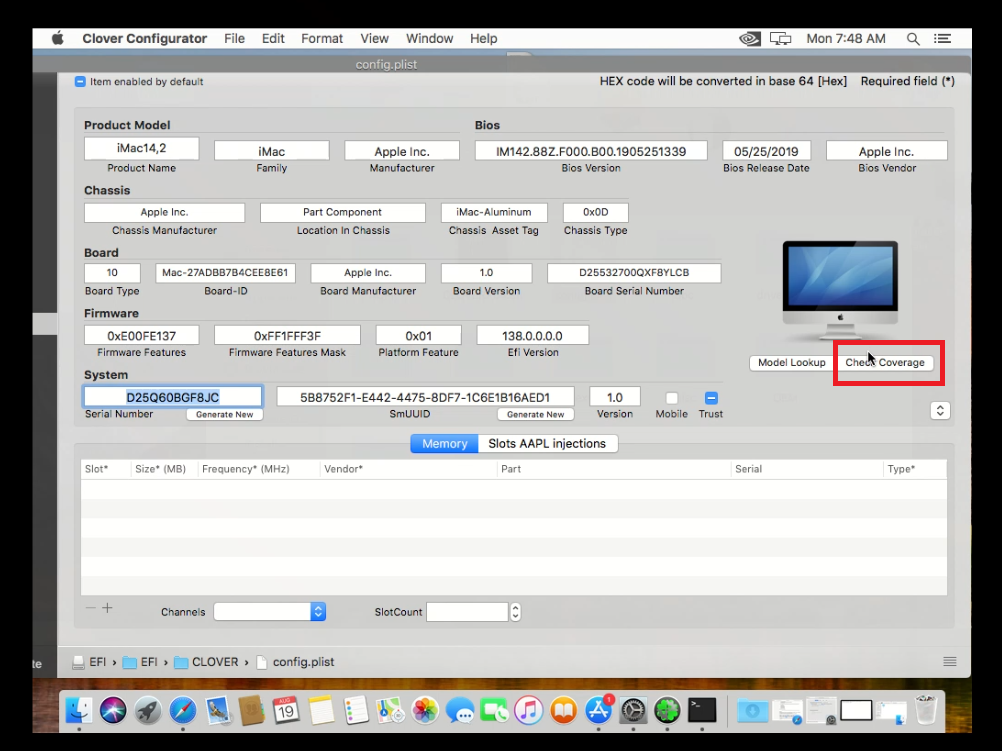 Clover Configurator File Edit Format View Window Help Mon 7:48 AM
config.plist
Item enabled by default HEX code will be converted in base 64 [Hex] Required field (*)
Product Model Bios
iMac14,2 iMac Apple Inc. IM142.88Z.F000.B00.1905251339 05/25/2019 Apple Inc.
Product Name Family Manufacturer Bios Version Bios Release Date Bios Vendor
Chassis
Apple Inc. Part Component iMac-Aluminum 0x0D
Chassis Manufacturer Location In Chassis Chassis Asset Tag Chassis Type
Board
10 Mac-27ADBB7B4CEE8E61 Apple Inc. 1.0 D25532700QXF8YLCB
Board Type Board-ID Board Manufacturer Board Version Board Serial Number
Firmware
0xE00FE137 0xFF1FFF3F 0x01 138.0.0.0.0
Firmware Features Firmware Features Mask Platform Feature Efi Version
Model Lookup Check Coverage
System
D25Q60BGF8JC 5B8752F1-E442-4475-8DF7-1C6E1B16AED1 1.0
Serial Number Generate New SmUUID Generate New Version Mobile Trust
Memory Slots AAPL injections
Slot* Size* (MB) Frequency* (MHz) Vendor* Part Serial Type*
Channels SlotCount
te EFI › EFI › CLOVER › config.plist
AUG
19
1